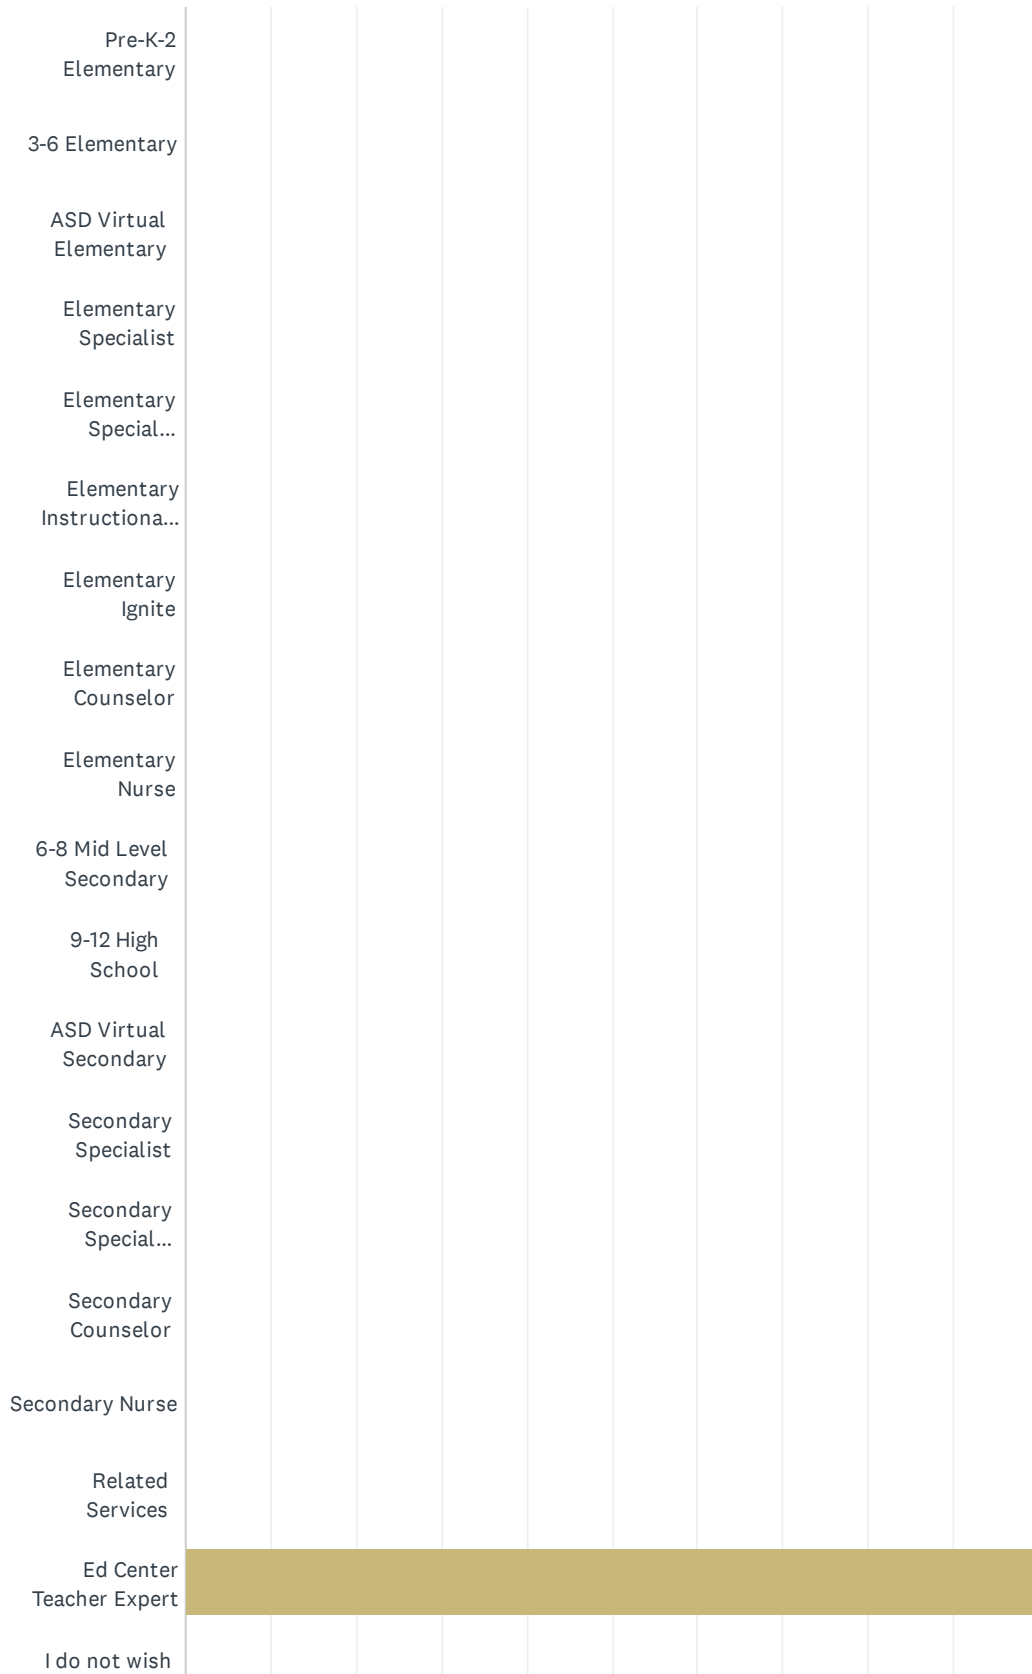 Pre-K-2
Elementary
3-6 Elementary
ASD Virtual
Elementary
Elementary
Specialist
Elementary
Special...
Elementary
Instructiona...
Elementary
Ignite
Elementary
Counselor
Elementary
Nurse
6-8 Mid Level
Secondary
9-12 High
School
ASD Virtual
Secondary
Secondary
Specialist
Secondary
Special...
Secondary
Counselor
Secondary Nurse
Related
Services
Ed Center
Teacher Expert
I do not wish